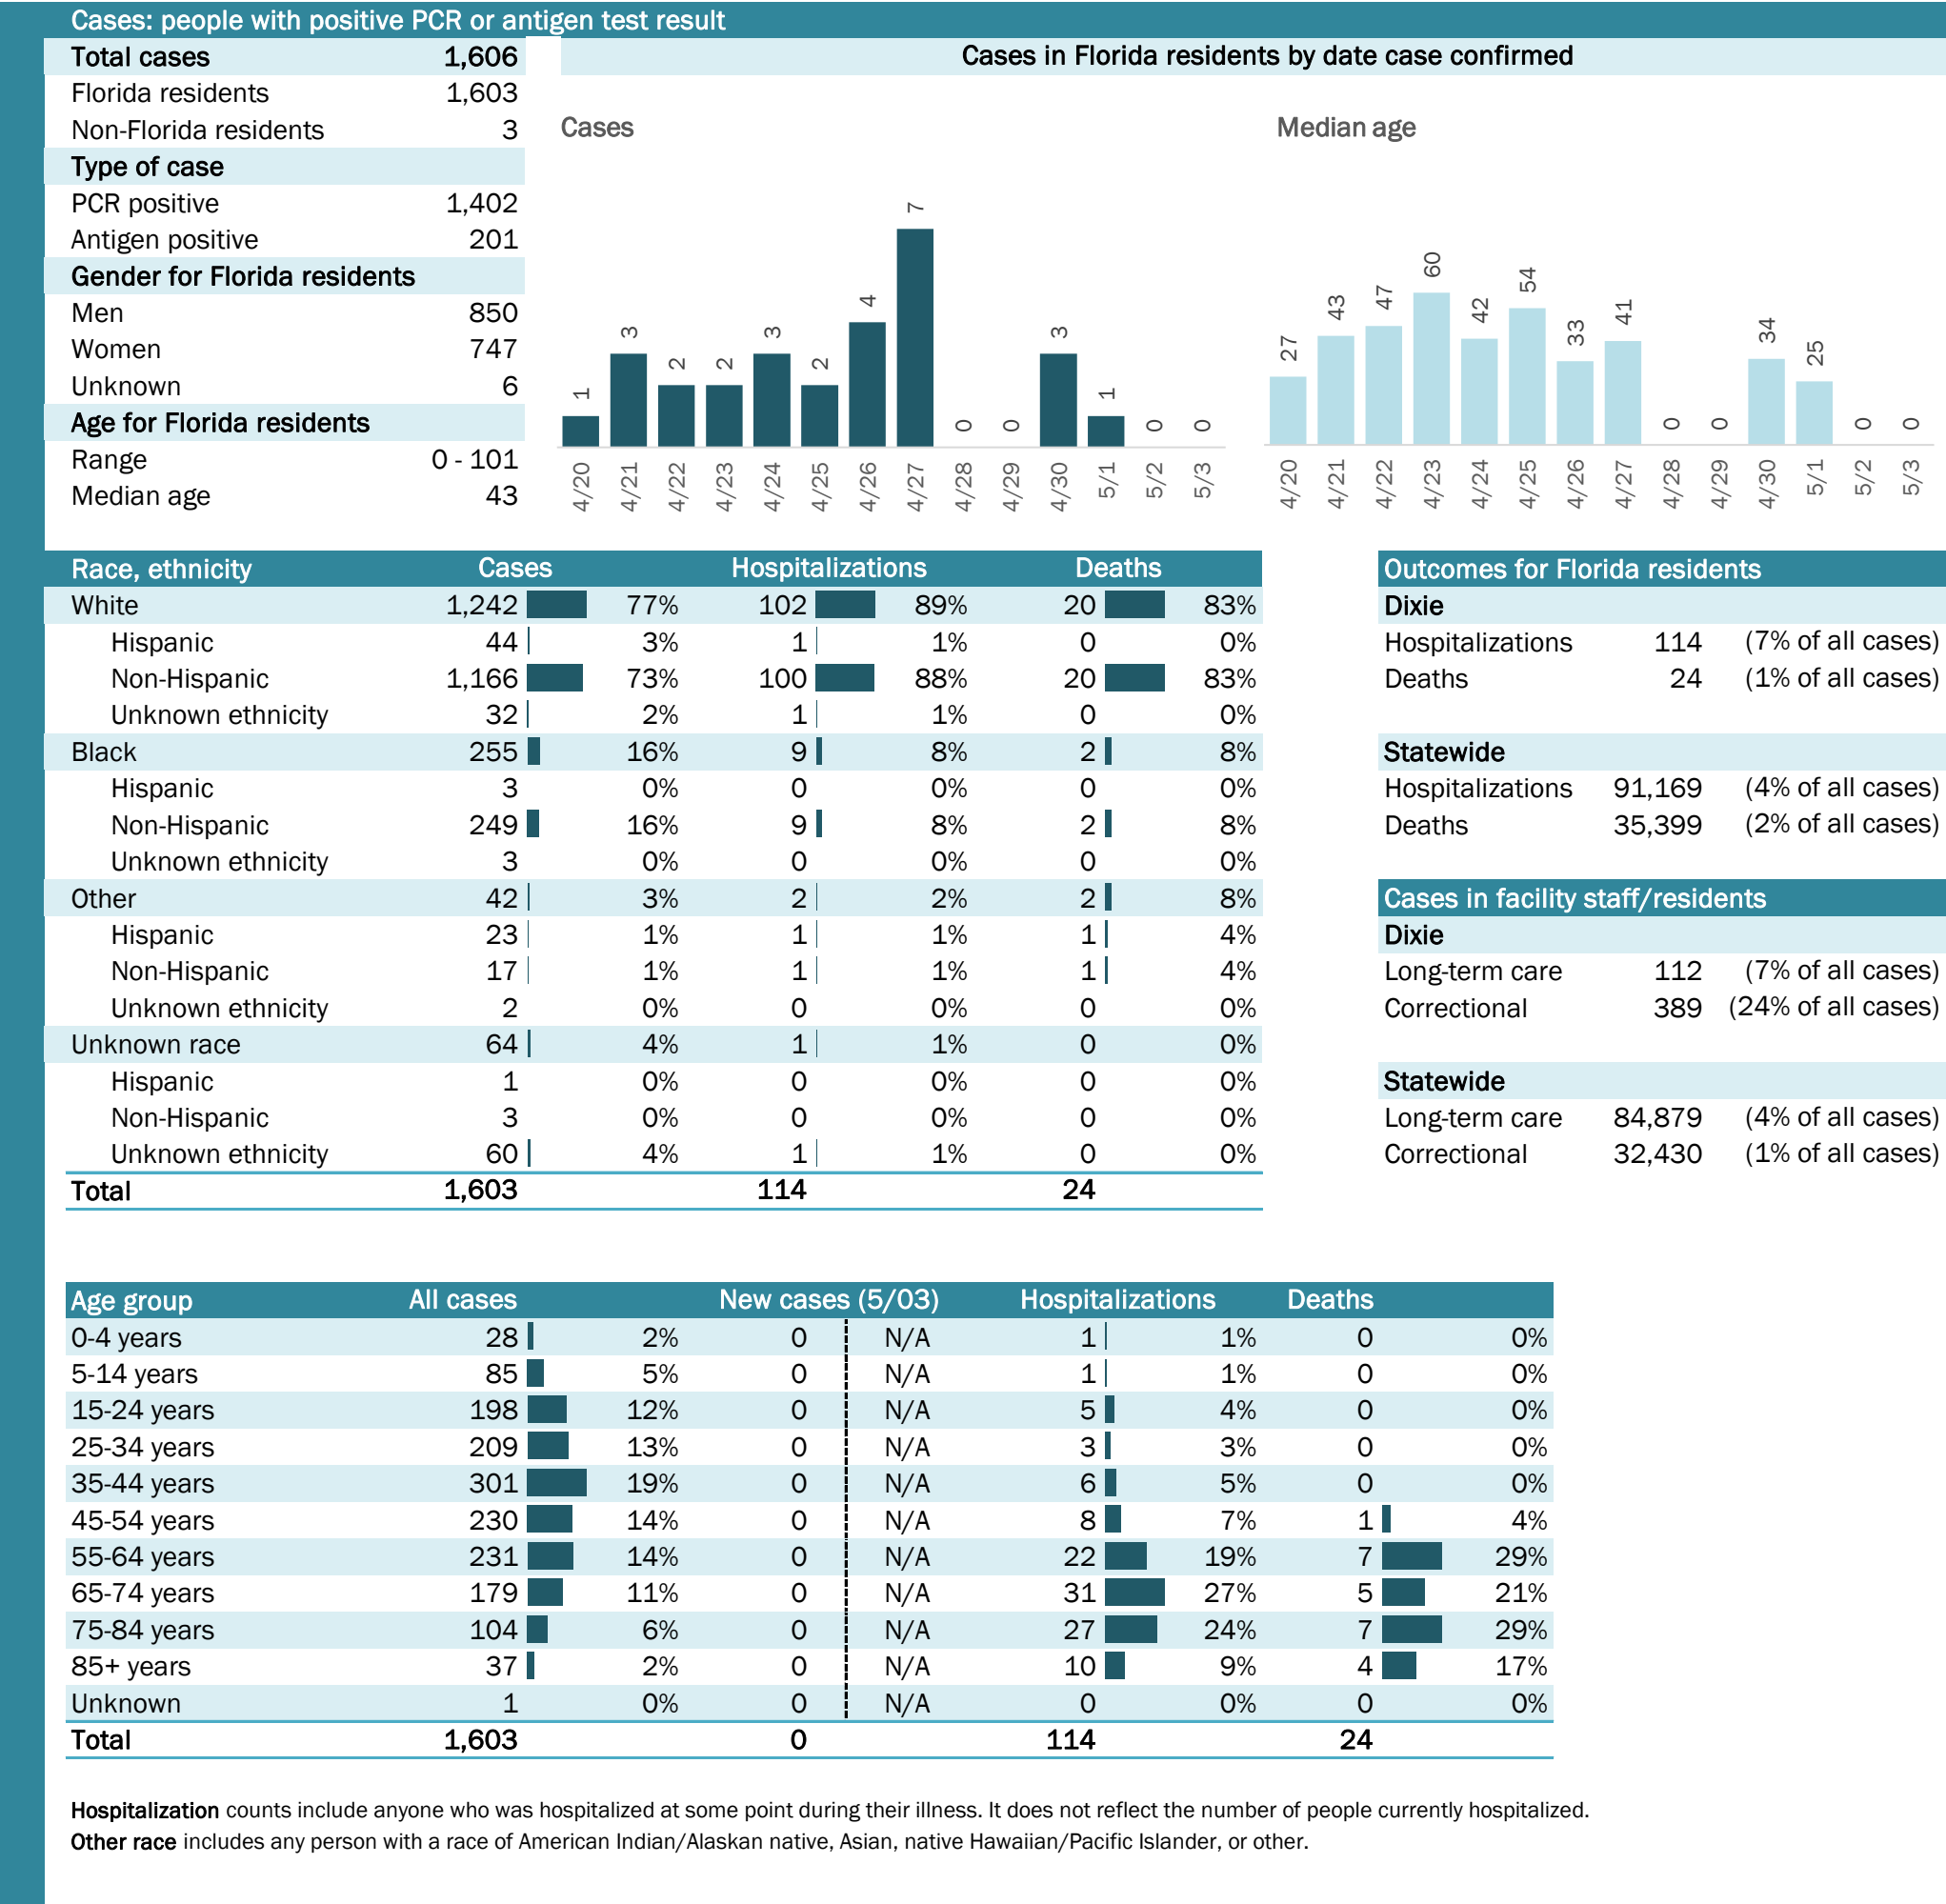 Cases: people with positive PCR or antigen test result
Total cases 1,606
Florida residents 1,603
Non-Florida residents 3
Type of case
PCR positive 1,402
Antigen positive 201
Gender for Florida residents
Men 850
Women 747
Unknown 6
Age for Florida residents
Range 0 - 101
Median age 43
Cases in Florida residents by date case confirmed
Cases
1 3 2 2 3 2 4 7 0 0 3 1 0 0
4/20 4/21 4/22 4/23 4/24 4/25 4/26 4/27 4/28 4/29 4/30 5/1 5/2 5/3
Median age
27 43 47 60 42 54 33 41 0 0 34 25 0 0
4/20 4/21 4/22 4/23 4/24 4/25 4/26 4/27 4/28 4/29 4/30 5/1 5/2 5/3
Race, ethnicity Cases Hospitalizations Deaths
White 1,242 77% 102 89% 20 83%
Hispanic 44 3% 1 1% 0 0%
Non-Hispanic 1,166 73% 100 88% 20 83%
Unknown ethnicity 32 2% 1 1% 0 0%
Black 255 16% 9 8% 2 8%
Hispanic 3 0% 0 0% 0 0%
Non-Hispanic 249 16% 9 8% 2 8%
Unknown ethnicity 3 0% 0 0% 0 0%
Other 42 3% 2 2% 2 8%
Hispanic 23 1% 1 1% 1 4%
Non-Hispanic 17 1% 1 1% 1 4%
Unknown ethnicity 2 0% 0 0% 0 0%
Unknown race 64 4% 1 1% 0 0%
Hispanic 1 0% 0 0% 0 0%
Non-Hispanic 3 0% 0 0% 0 0%
Unknown ethnicity 60 4% 1 1% 0 0%
Total 1,603 114 24
Outcomes for Florida residents
Dixie
Hospitalizations 114 (7% of all cases)
Deaths 24 (1% of all cases)
Statewide
Hospitalizations 91,169 (4% of all cases)
Deaths 35,399 (2% of all cases)
Cases in facility staff/residents
Dixie
Long-term care 112 (7% of all cases)
Correctional 389 (24% of all cases)
Statewide
Long-term care 84,879 (4% of all cases)
Correctional 32,430 (1% of all cases)
Age group All cases New cases (5/03) Hospitalizations Deaths
0-4 years 28 2% 0 N/A 1 1% 0 0%
5-14 years 85 5% 0 N/A 1 1% 0 0%
15-24 years 198 12% 0 N/A 5 4% 0 0%
25-34 years 209 13% 0 N/A 3 3% 0 0%
35-44 years 301 19% 0 N/A 6 5% 0 0%
45-54 years 230 14% 0 N/A 8 7% 1 4%
55-64 years 231 14% 0 N/A 22 19% 7 29%
65-74 years 179 11% 0 N/A 31 27% 5 21%
75-84 years 104 6% 0 N/A 27 24% 7 29%
85+ years 37 2% 0 N/A 10 9% 4 17%
Unknown 1 0% 0 N/A 0 0% 0 0%
Total 1,603 0 114 24
Hospitalization counts include anyone who was hospitalized at some point during their illness. It does not reflect the number of people currently hospitalized.
Other race includes any person with a race of American Indian/Alaskan native, Asian, native Hawaiian/Pacific Islander, or other.